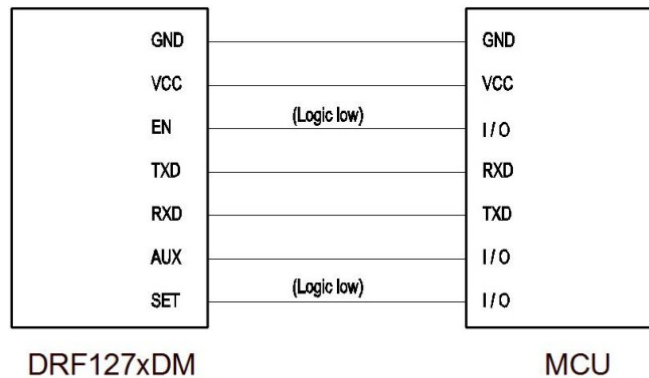 GND GND
VCC VCC
(Logic low)
EN I/O
TXD RXD
RXD TXD
AUX I/O
(Logic low)
SET I/O
DRF127xDM MCU